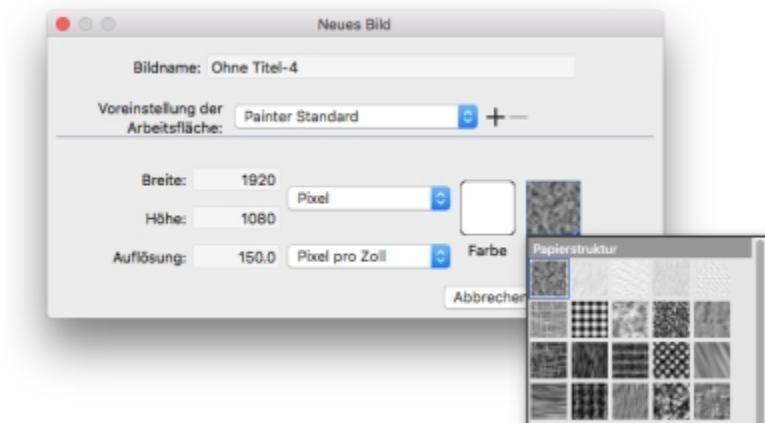 Neues Bild
Bildname: Ohne Titel-4
Voreinstellung der
Arbeitsfläche: Painter Standard
Breite: 1920
Pixel
Höhe: 1080
Farbe
Papierstruktur
Auflösung: 150.0 Pixel pro Zoll
Abbrechen